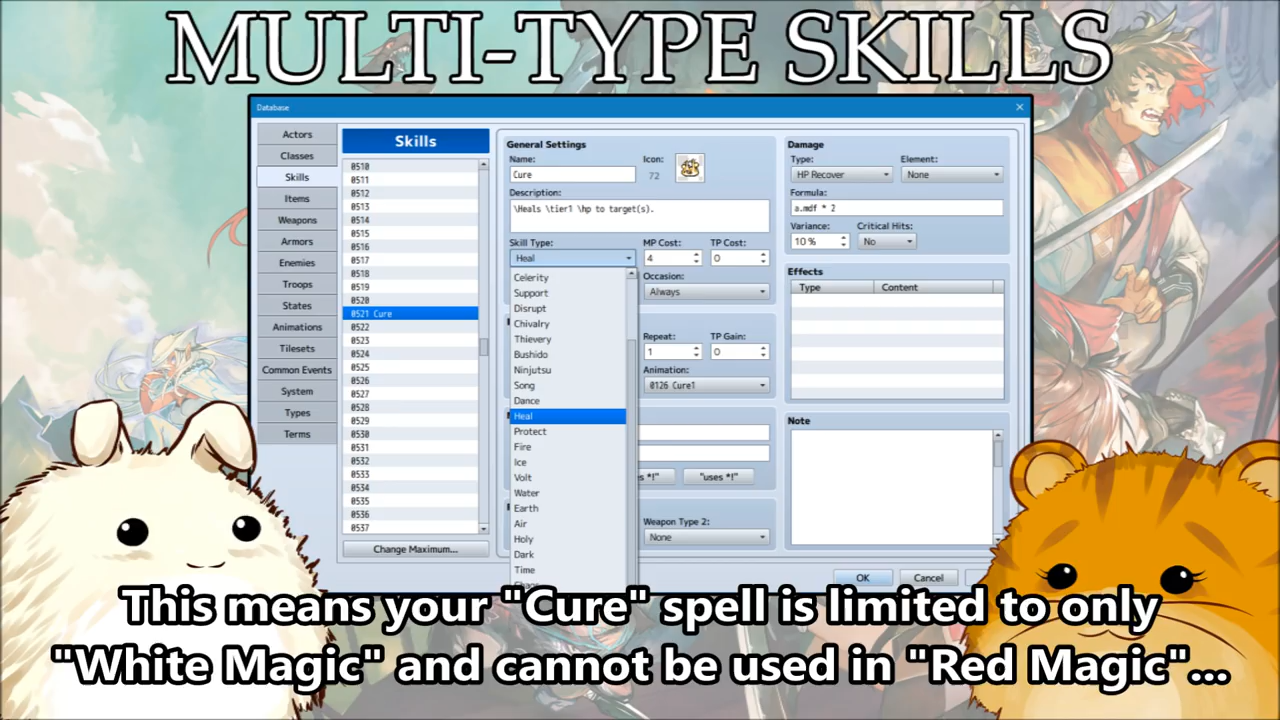 MULTI-TYPE SKILLS
Database
Actors
Classes
Skills
Items
Weapons
Armors
Enemies
Troops
States
Animations
Tilesets
Common Events
System
Types
Terms
Skills
0510
0511
0512
0513
0514
0515
0516
0517
0518
0519
0520
0521 Cure
0522
0523
0524
0525
0526
0527
0528
0529
0530
0531
0532
0533
0534
0535
0536
0537
Change Maximum...
General Settings
Name: Icon:
Cure 72
Description:
\Heals \tier1 \hp to target(s).
Skill Type: MP Cost: TP Cost:
Heal 4 0
Celerity
Support
Disrupt
Chivalry
Thievery
Bushido
Ninjutsu
Song
Dance
Heal
Protect
Fire
Ice
Volt
Water
Earth
Air
Holy
Dark
Time
Occasion:
Always
Repeat: TP Gain:
1 0
Animation:
0126 Cure1
s *!" "uses *!"
Weapon Type 2:
None
Damage
Type: Element:
HP Recover None
Formula:
a.mdf * 2
Variance: Critical Hits:
10 % No
Effects
Type Content
Note
OK Cancel
This means your "Cure" spell is limited to only
"White Magic" and cannot be used in "Red Magic"...